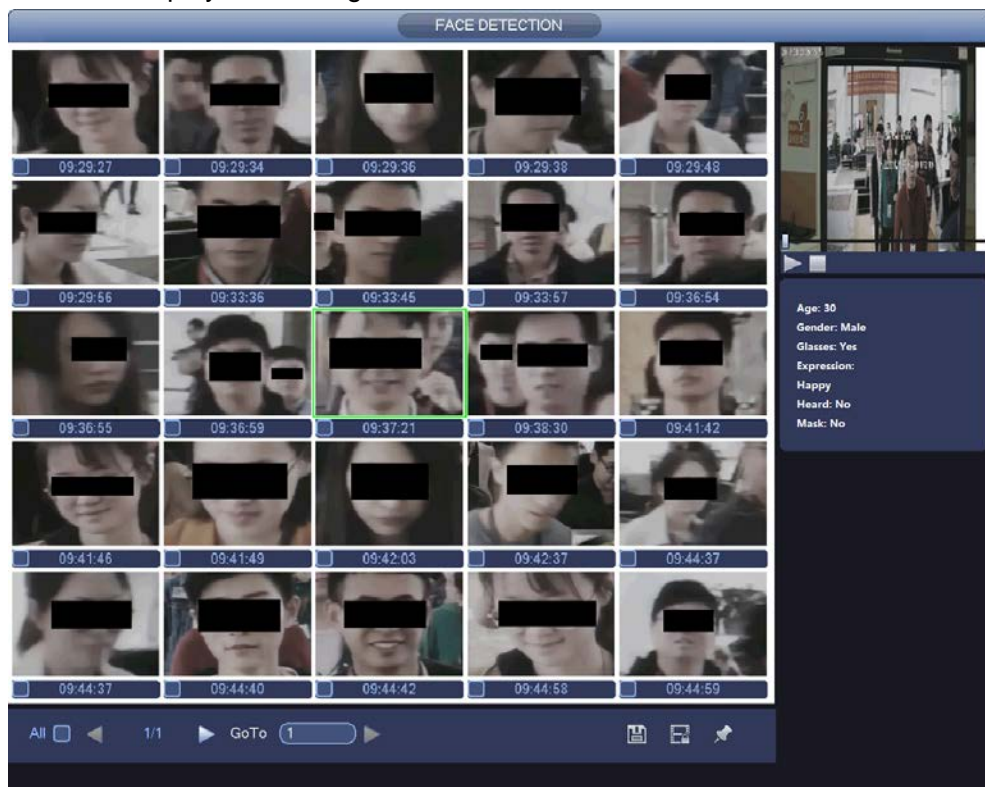 FACE DETECTION
09:29:27 09:29:34 09:29:36 09:29:38 09:29:48
09:29:56 09:33:36 09:33:45 09:33:57 09:36:54
09:36:55 09:36:59 09:37:21 09:38:30 09:41:42
09:41:46 09:41:49 09:42:03 09:42:37 09:44:37
09:44:37 09:44:40 09:44:42 09:44:58 09:44:59
All 1/1 GoTo 1
Age: 30
Gender: Male
Glasses: Yes
Expression:
Happy
Heard: No
Mask: No